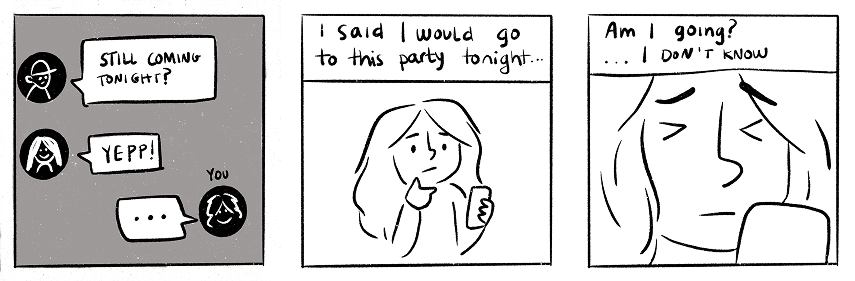 STILL COMING
TONIGHT?
YEPP!
YOU
...
I said I would go
to this party tonight...
Am I going?
... I DON'T KNOW